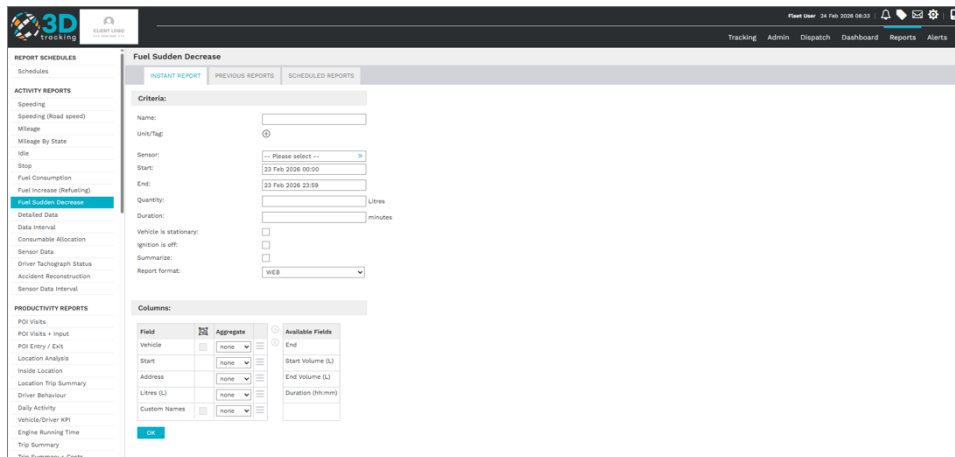 3D
tracking
CLIENT LOGO
Fleet User 24 Feb 2026 08:33
Tracking Admin Dispatch Dashboard Reports Alerts
REPORT SCHEDULES
Schedules
ACTIVITY REPORTS
Speeding
Speeding (Road speed)
Mileage
Mileage By State
Idle
Stop
Fuel Consumption
Fuel Increase (Refueling)
Fuel Sudden Decrease
Detailed Data
Data Interval
Consumable Allocation
Sensor Data
Driver Tachograph Status
Accident Reconstruction
Sensor Data Interval
PRODUCTIVITY REPORTS
POI Visits
POI Visits + Input
POI Entry / Exit
Location Analysis
Inside Location
Location Trip Summary
Driver Behaviour
Daily Activity
Vehicle/Driver KPI
Engine Running Time
Trip Summary
Trip Summary + Costs
Fuel Sudden Decrease
INSTANT REPORT PREVIOUS REPORTS SCHEDULED REPORTS
Criteria:
Name:
Unit/Tag:
Sensor: -- Please select --
Start: 23 Feb 2026 00:00
End: 23 Feb 2026 23:59
Quantity: Litres
Duration: minutes
Vehicle is stationary:
Ignition is off:
Summarize:
Report format: WEB
Columns:
Field Aggregate Available Fields
Vehicle none End
Start none Start Volume (L)
Address none End Volume (L)
Litres (L) none Duration (hh:mm)
Custom Names none
OK